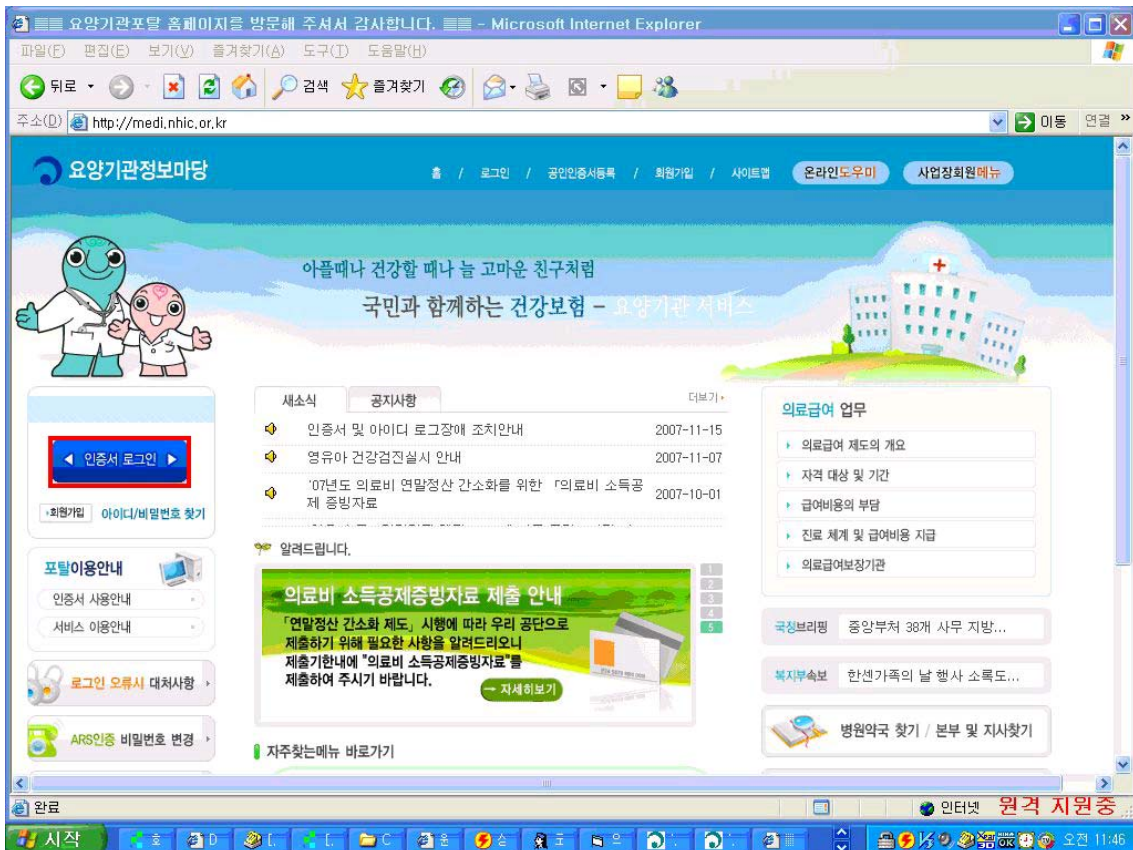 ▦▦ 요양기관포탈 홈페이지를 방문해 주셔서 감사합니다. ▦▦ - Microsoft Internet Explorer
파일(F) 편집(E) 보기(V) 즐겨찾기(A) 도구(T) 도움말(H)
뒤로 검색 즐겨찾기
주소(D) http://medi.nhic.or.kr 이동 연결 »
요양기관정보마당
홈 / 로그인 / 공인인증서등록 / 회원가입 / 사이트맵 온라인도우미 사업장회원메뉴
아플때나 건강할 때나 늘 고마운 친구처럼
국민과 함께하는 건강보험 - 요양기관 서비스
새소식 공지사항 더보기
인증서 및 아이디 로그장애 조치안내 2007-11-15
영유아 건강검진실시 안내 2007-11-07
'07년도 의료비 연말정산 간소화를 위한 「의료비 소득공
제 증빙자료 2007-10-01
◀ 인증서 로그인 ▶
회원가입 아이디/비밀번호 찾기
포탈이용안내
인증서 사용안내
서비스 이용안내
로그인 오류시 대처사항
ARS인증 비밀번호 변경
알려드립니다.
의료비 소득공제증빙자료 제출 안내
「연말정산 간소화 제도」 시행에 따라 우리 공단으로
제출하기 위해 필요한 사항을 알려드리오니
제출기한내에 "의료비 소득공제증빙자료"를
제출하여 주시기 바랍니다.
→ 자세히보기
1
2
3
4
5
자주찾는메뉴 바로가기
의료급여 업무
의료급여 제도의 개요
자격 대상 및 기간
급여비용의 부담
진료 체계 및 급여비용 지급
의료급여보장기관
국정브리핑 중앙부처 38개 사무 지방...
복지부속보 한센가족의 날 행사 소록도...
병원약국 찾기 / 본부 및 지사찾기
완료 인터넷 원격 지원중
시작 오전 11:46